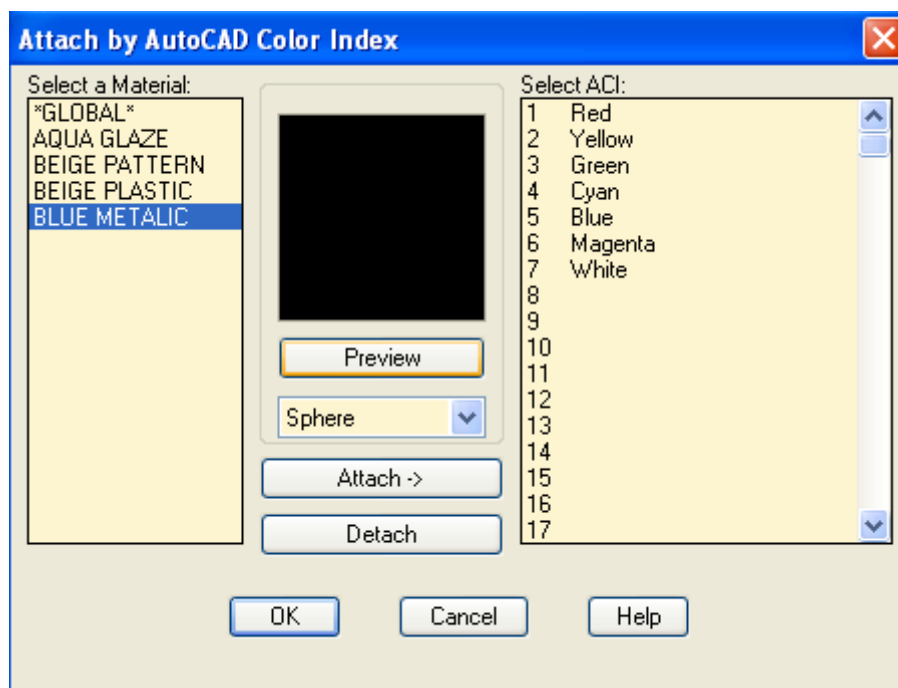 Attach by AutoCAD Color Index
Select a Material:
*GLOBAL*
AQUA GLAZE
BEIGE PATTERN
BEIGE PLASTIC
BLUE METALIC
Preview
Sphere
Attach ->
Detach
Select ACI:
1 Red
2 Yellow
3 Green
4 Cyan
5 Blue
6 Magenta
7 White
8
9
10
11
12
13
14
15
16
17
OK Cancel Help